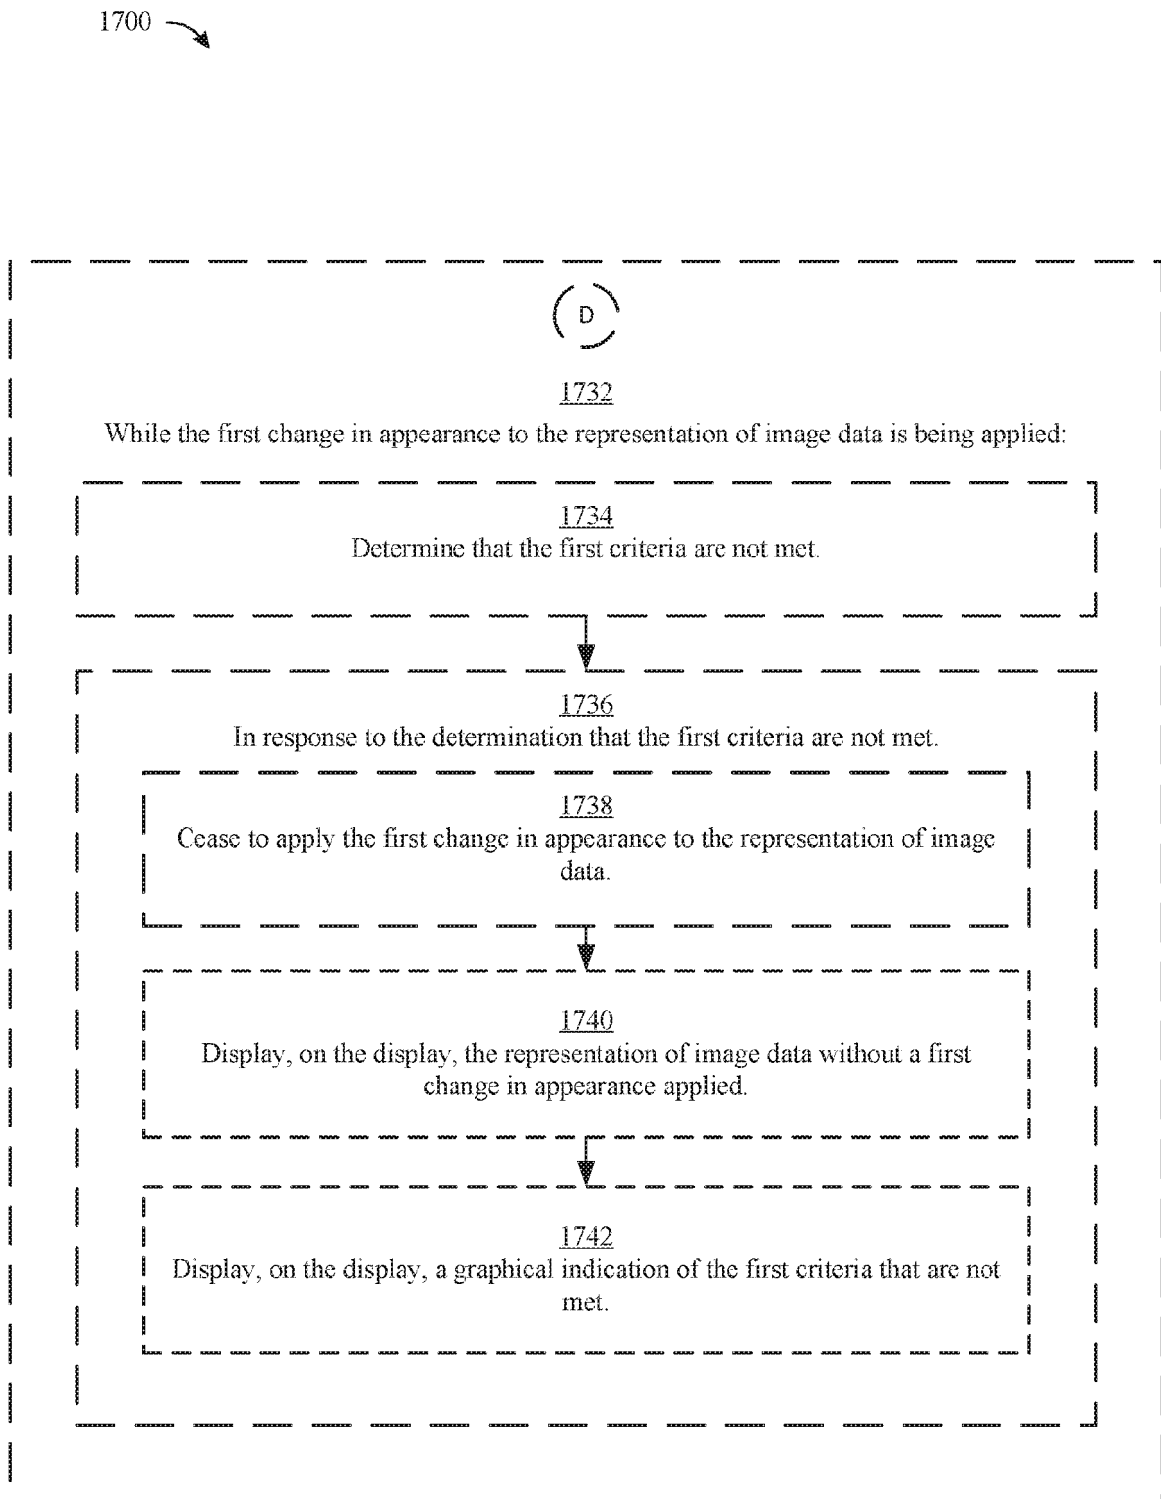 1700
D
1732
While the first change in appearance to the representation of image data is being applied:
1734
Determine that the first criteria are not met.
1736
In response to the determination that the first criteria are not met.
1738
Cease to apply the first change in appearance to the representation of image
data.
1740
Display, on the display, the representation of image data without a first
change in appearance applied.
1742
Display, on the display, a graphical indication of the first criteria that are not
met.